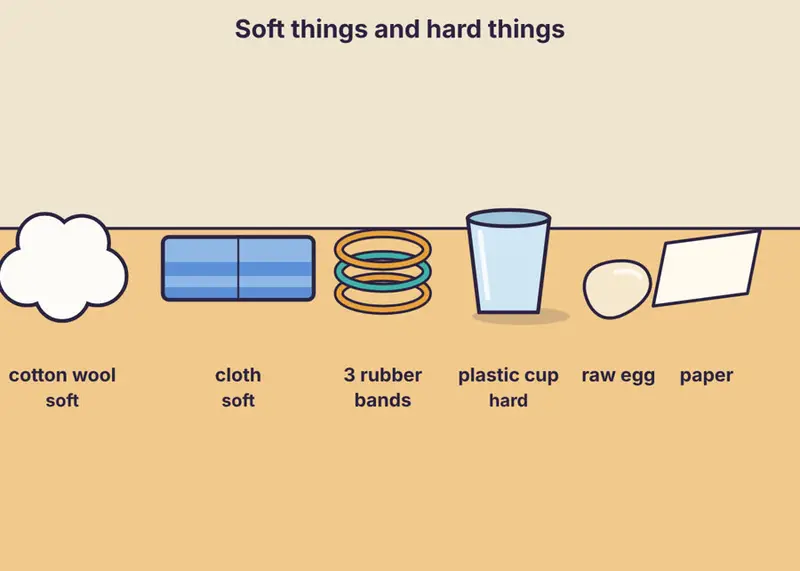 Soft things and hard things
cotton wool
soft
cloth
soft
3 rubber
bands
plastic cup
hard
raw egg
paper